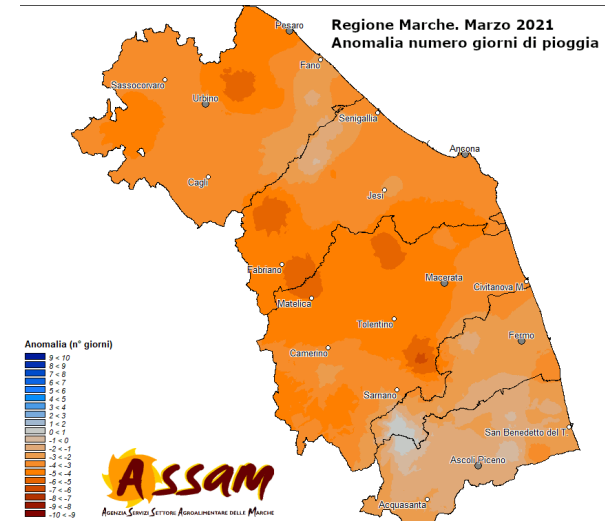 Regione Marche. Marzo 2021
Anomalia numero giorni di pioggia
Pesaro
Fano
Sassocorvaro
Urbino
Senigallia
Ancona
Cagli
Jesi
Fabriano
Macerata
Civitanova M.
Matelica
Tolentino
Fermo
Camerino
Sarnano
San Benedetto del T.
Ascoli Piceno
Acquasanta
Anomalia (n° giorni)
9 < 10
8 < 9
7 < 8
6 < 7
5 < 6
4 < 5
3 < 4
2 < 3
1 < 2
0 < 1
-1 < 0
-2 < -1
-3 < -2
-4 < -3
-5 < -4
-6 < -5
-7 < -6
-8 < -7
-9 < -8
-10 < -9
ASSAM
AGENZIA SERVIZI SETTORE AGROALIMENTARE DELLE MARCHE